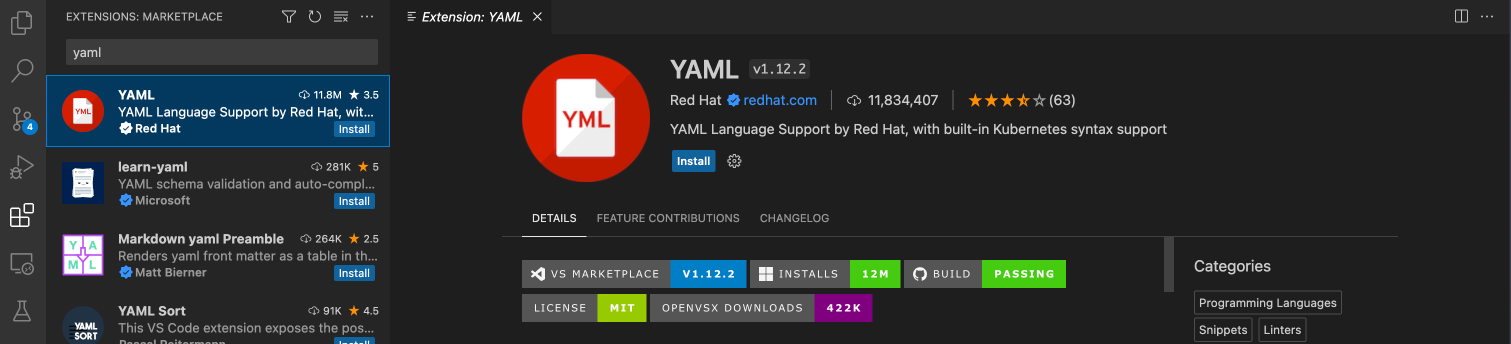 EXTENSIONS: MARKETPLACE
yaml
YAML 11.8M ★ 3.5
YAML Language Support by Red Hat, wit...
Red Hat Install
learn-yaml 281K ★ 5
YAML schema validation and auto-compl...
Microsoft Install
Markdown yaml Preamble 264K ★ 2.5
Renders yaml front matter as a table in th...
Matt Bierner Install
YAML Sort 91K ★ 4.5
This VS Code extension exposes the pos...
Pascal Reitermann Install
4
YML
Y A
M L
YAML
SORT
Extension: YAML
YML
YAML v1.12.2
Red Hat redhat.com 11,834,407 (63)
YAML Language Support by Red Hat, with built-in Kubernetes syntax support
Install
DETAILS FEATURE CONTRIBUTIONS CHANGELOG
VS MARKETPLACE V1.12.2 INSTALLS 12M BUILD PASSING
LICENSE MIT OPENVSX DOWNLOADS 422K
Categories
Programming Languages
Snippets Linters